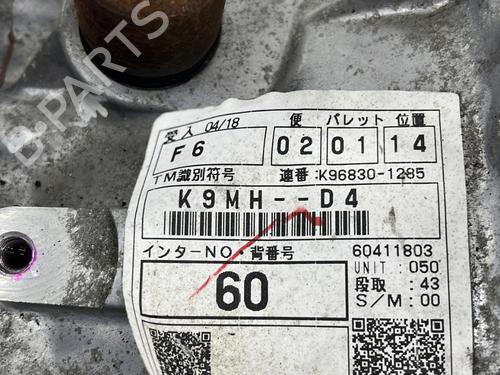 B-PARTS
受入 04/18 便 パレット 位置
F6 02 01 14
TM識別符号 連番:K96830-1285
K9MH--D4
インターNO・背番号 60411803
60 UNIT:050
段取:43
S/M:00